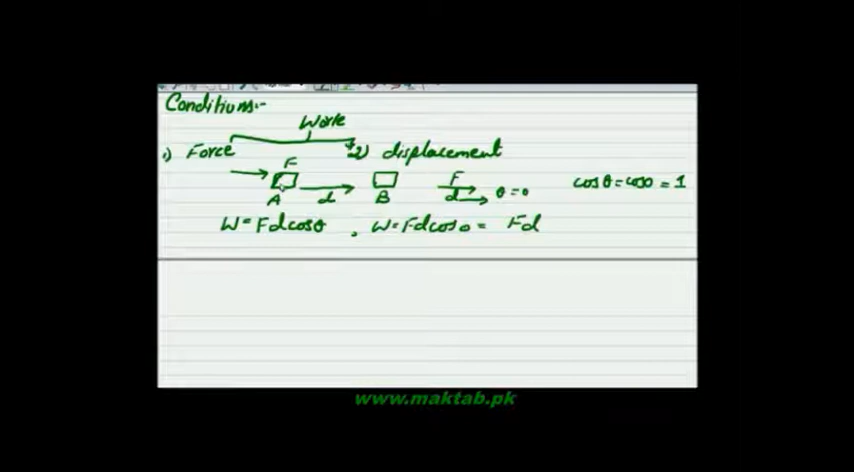 Conditions:-
Work
1) Force 2) displacement
F
A d B F d θ=0 cosθ=cos0=1
W=Fdcosθ , W=Fdcos0= Fd
www.maktab.pk